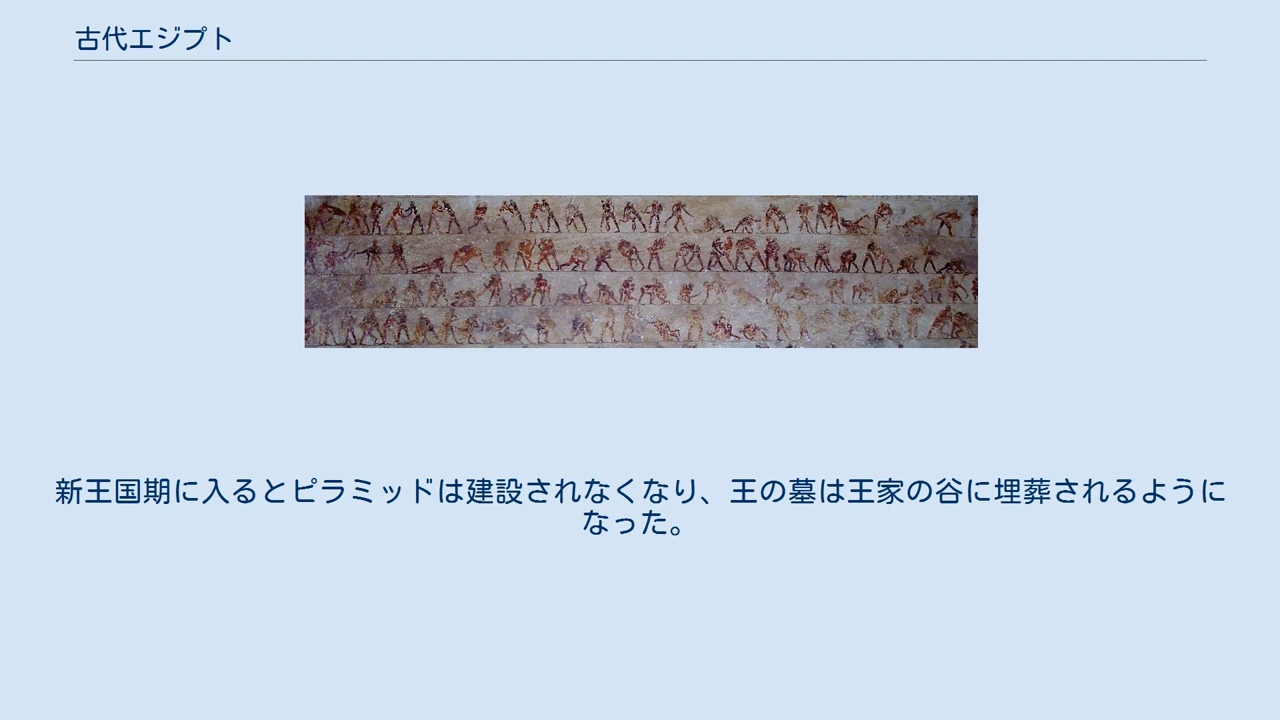 古代エジプト
新王国期に入るとピラミッドは建設されなくなり、王の墓は王家の谷に埋葬されるように
なった。